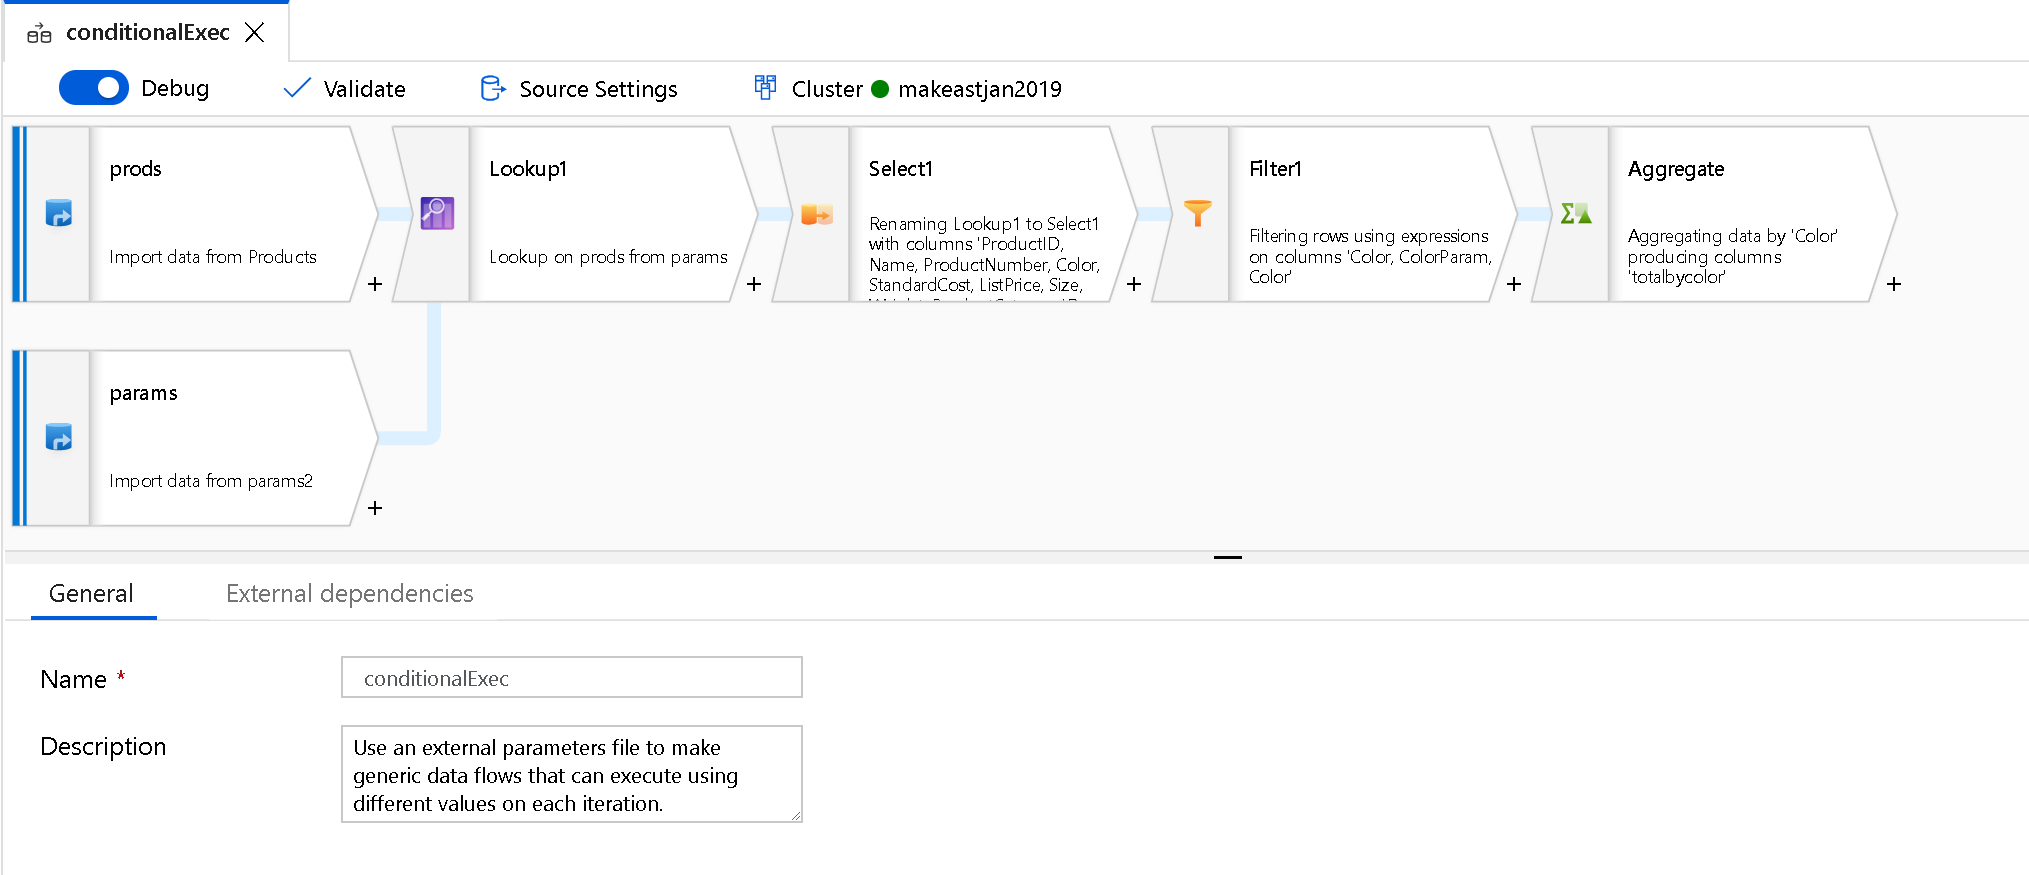 conditionalExec
Debug
Validate
Source Settings
Cluster
makeastjan2019
prods
Import data from Products
+
Lookup1
Lookup on prods from params
+
Select1
Renaming Lookup1 to Select1
with columns 'ProductID,
Name, ProductNumber, Color,
StandardCost, ListPrice, Size,
+
Filter1
Filtering rows using expressions
on columns 'Color, ColorParam,
Color'
+
Aggregate
Aggregating data by 'Color'
producing columns
'totalbycolor'
+
params
Import data from params2
+
General
External dependencies
Name *
conditionalExec
Description
Use an external parameters file to make
generic data flows that can execute using
different values on each iteration.